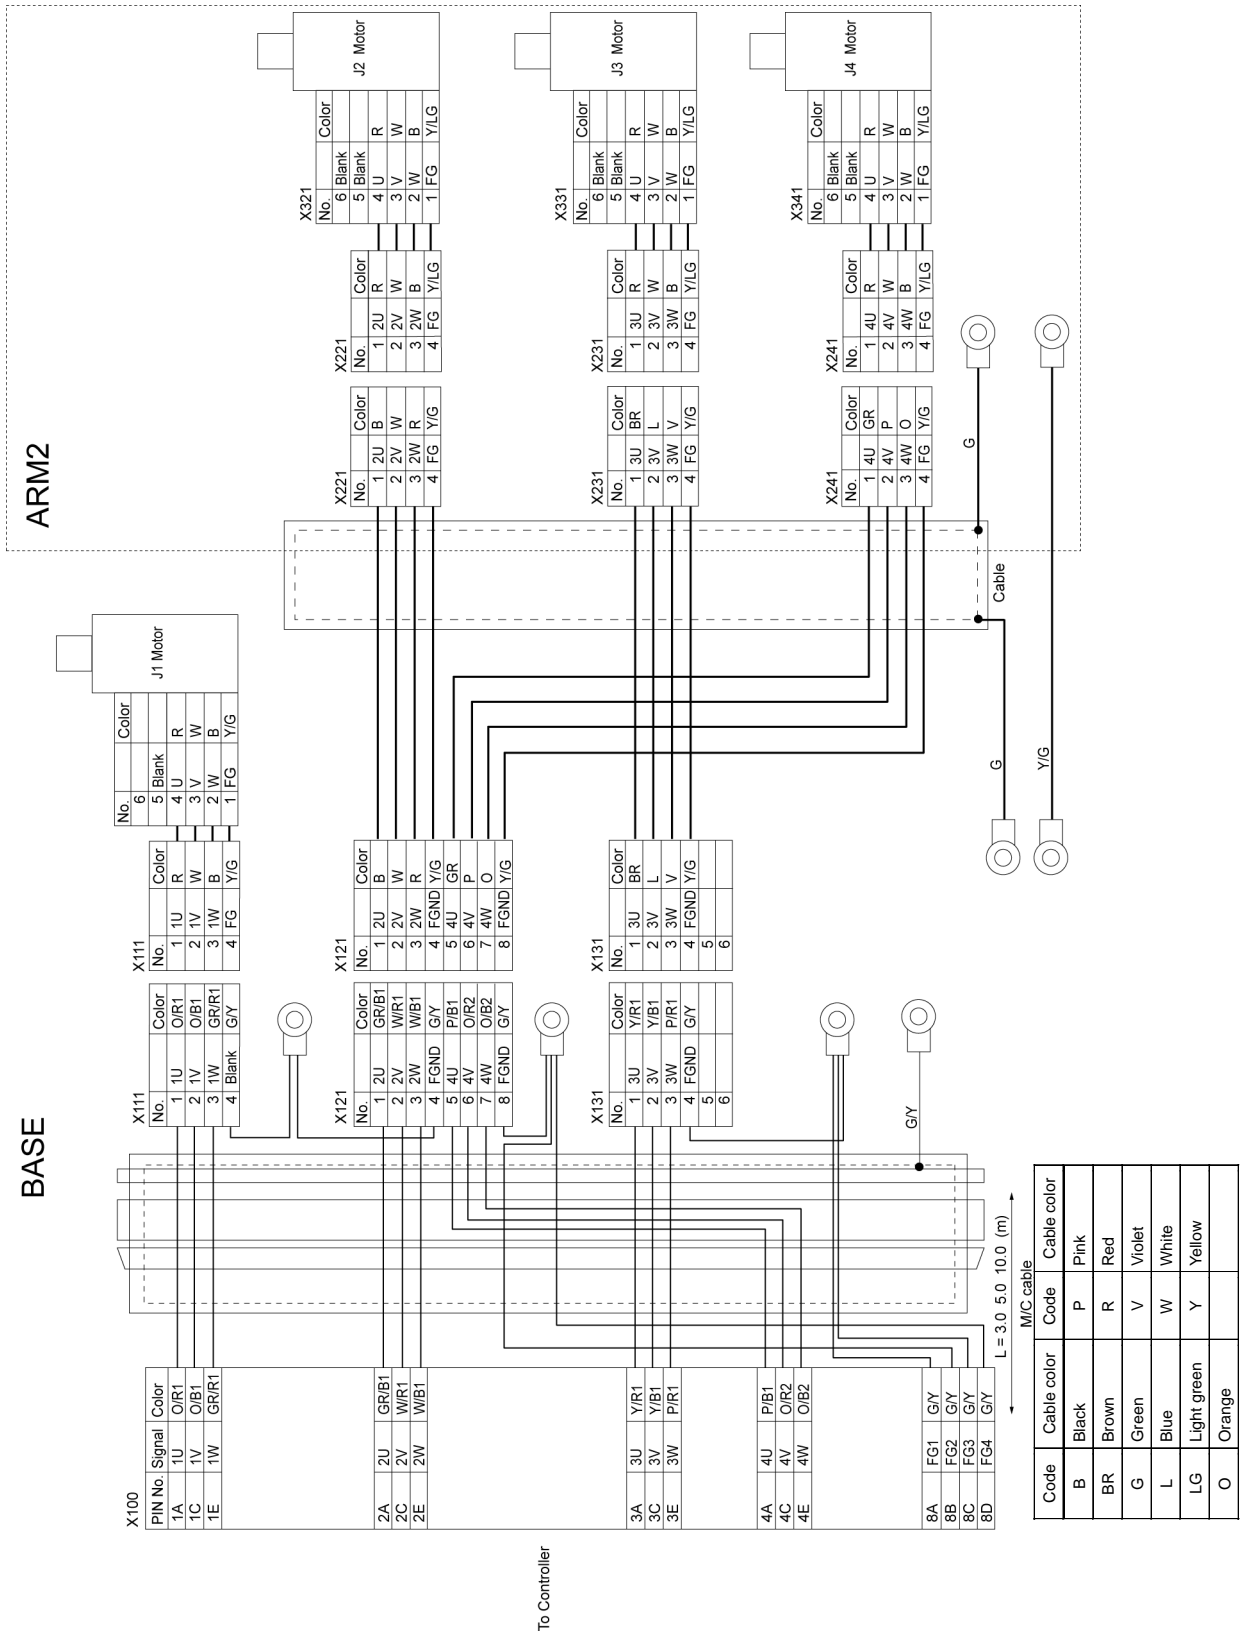 BASE
ARM2
To Controller
X100
PIN No. Signal Color
1A 1U O/R1
1C 1V O/B1
1E 1W GR/R1
2A 2U GR/B1
2C 2V W/R1
2E 2W W/B1
3A 3U Y/R1
3C 3V Y/B1
3E 3W P/R1
4A 4U P/B1
4C 4V O/R2
4E 4W O/B2
8A FG1 G/Y
8B FG2 G/Y
8C FG3 G/Y
8D FG4 G/Y
L = 3.0 5.0 10.0 (m)
M/C cable
G/Y
X111
No. Color
1 1U O/R1
2 1V O/B1
3 1W GR/R1
4 Blank G/Y
X121
No. Color
1 2U GR/B1
2 2V W/R1
3 2W W/B1
4 FGND G/Y
5 4U P/B1
6 4V O/R2
7 4W O/B2
8 FGND G/Y
X131
No. Color
1 3U Y/R1
2 3V Y/B1
3 3W P/R1
4 FGND G/Y
5
6
X111
No. Color
1 1U R
2 1V W
3 1W B
4 FG Y/G
X121
No. Color
1 2U B
2 2V W
3 2W R
4 FGND Y/G
5 4U GR
6 4V P
7 4W O
8 FGND Y/G
X131
No. Color
1 3U BR
2 3V L
3 3W V
4 FGND Y/G
5
6
No. Color
6
5 Blank
4 U R
3 V W
2 W B
1 FG Y/G
J1 Motor
Cable
G
Y/G
G
X221
No. Color
1 2U B
2 2V W
3 2W R
4 FG Y/G
X231
No. Color
1 3U BR
2 3V L
3 3W V
4 FG Y/G
X241
No. Color
1 4U GR
2 4V P
3 4W O
4 FG Y/G
X221
No. Color
1 2U R
2 2V W
3 2W B
4 FG Y/LG
X231
No. Color
1 3U R
2 3V W
3 3W B
4 FG Y/LG
X241
No. Color
1 4U R
2 4V W
3 4W B
4 FG Y/LG
X321
No. Color
6 Blank
5 Blank
4 U R
3 V W
2 W B
1 FG Y/LG
J2 Motor
X331
No. Color
6 Blank
5 Blank
4 U R
3 V W
2 W B
1 FG Y/LG
J3 Motor
X341
No. Color
6 Blank
5 Blank
4 U R
3 V W
2 W B
1 FG Y/LG
J4 Motor
Code Cable color Code Cable color
B Black P Pink
BR Brown R Red
G Green V Violet
L Blue W White
LG Light green Y Yellow
O Orange